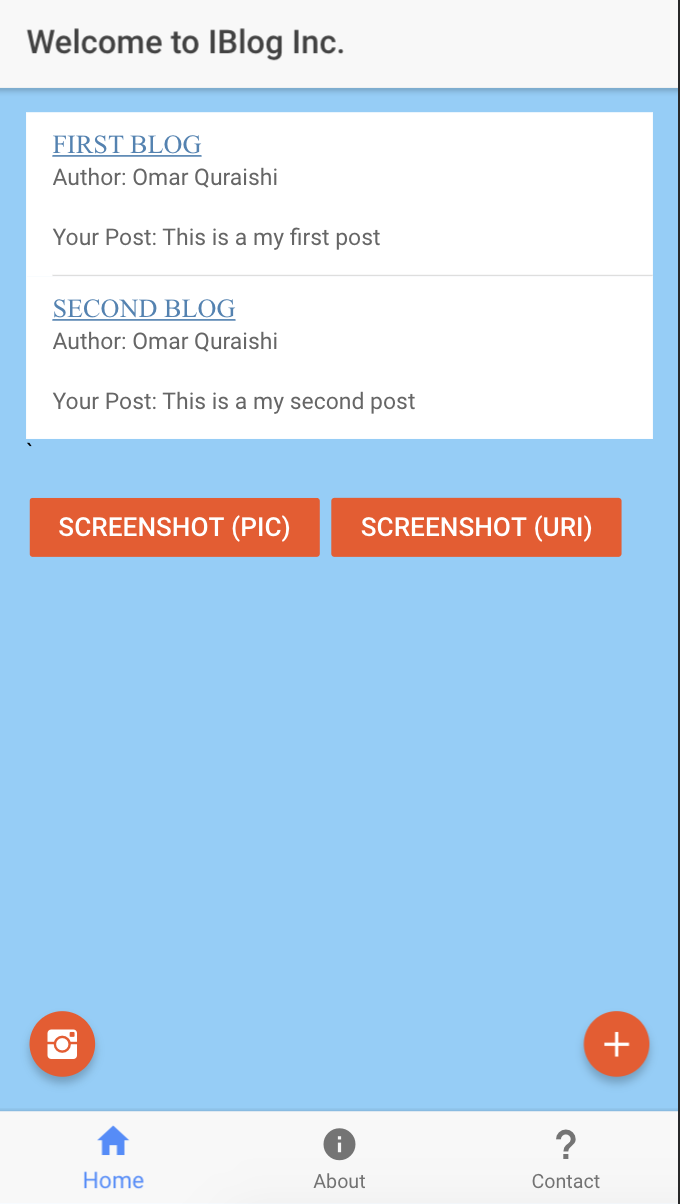 Welcome to IBlog Inc.
FIRST BLOG
Author: Omar Quraishi
Your Post: This is a my first post
SECOND BLOG
Author: Omar Quraishi
Your Post: This is a my second post
`
SCREENSHOT (PIC) SCREENSHOT (URI)
Home About Contact